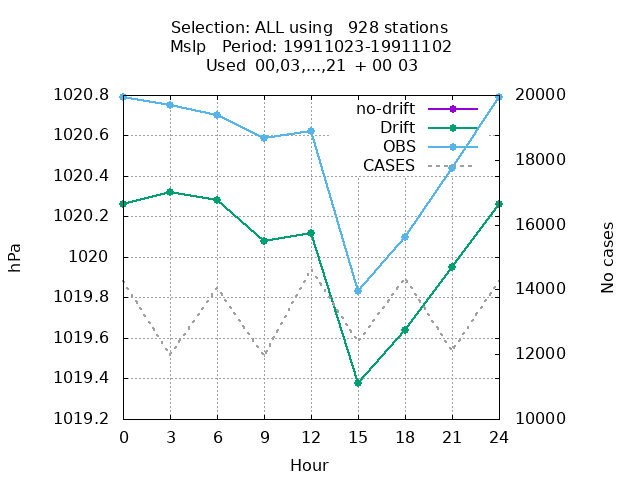 Selection: ALL using   928 stations
Mslp   Period: 19911023-19911102
Used  00,03,...,21  + 00 03
1020.8
1020.6
1020.4
1020.2
1020
1019.8
1019.6
1019.4
1019.2
20000
18000
16000
14000
12000
10000
no-drift
Drift
OBS
CASES
hPa
No cases
0 3 6 9 12 15 18 21 24
Hour